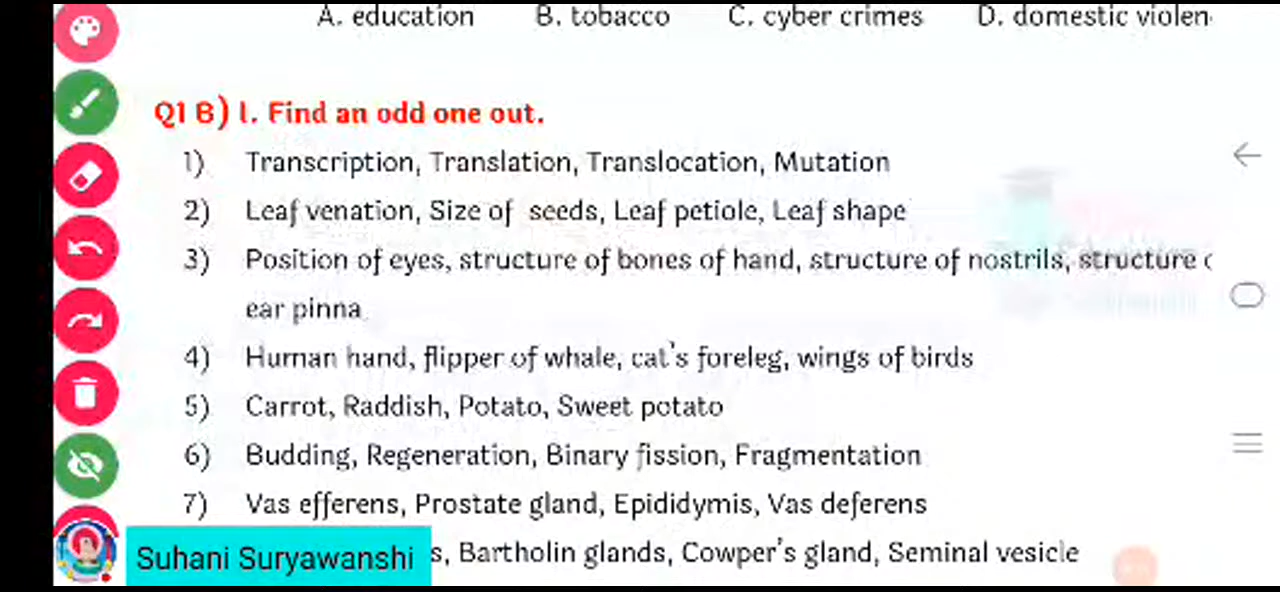 A. education B. tobacco C. cyber crimes D. domestic violen
Q1 B) l. Find an odd one out.
1) Transcription, Translation, Translocation, Mutation
2) Leaf venation, Size of seeds, Leaf petiole, Leaf shape
3) Position of eyes, structure of bones of hand, structure of nostrils, structure
ear pinna
4) Human hand, flipper of whale, cat's foreleg, wings of birds
5) Carrot, Raddish, Potato, Sweet potato
6) Budding, Regeneration, Binary fission, Fragmentation
7) Vas efferens, Prostate gland, Epididymis, Vas deferens
Suhani Suryawanshi s, Bartholin glands, Cowper's gland, Seminal vesicle